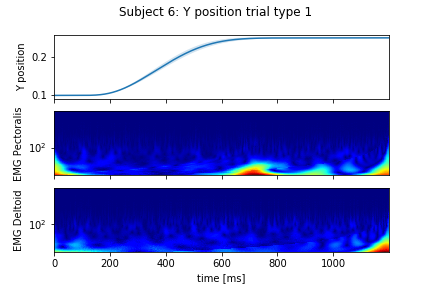 Subject 6: Y position trial type 1
Y position
0.2
0.1
EMG Pectoralis
10²
EMG Deltoid
10²
0 200 400 600 800 1000
time [ms]